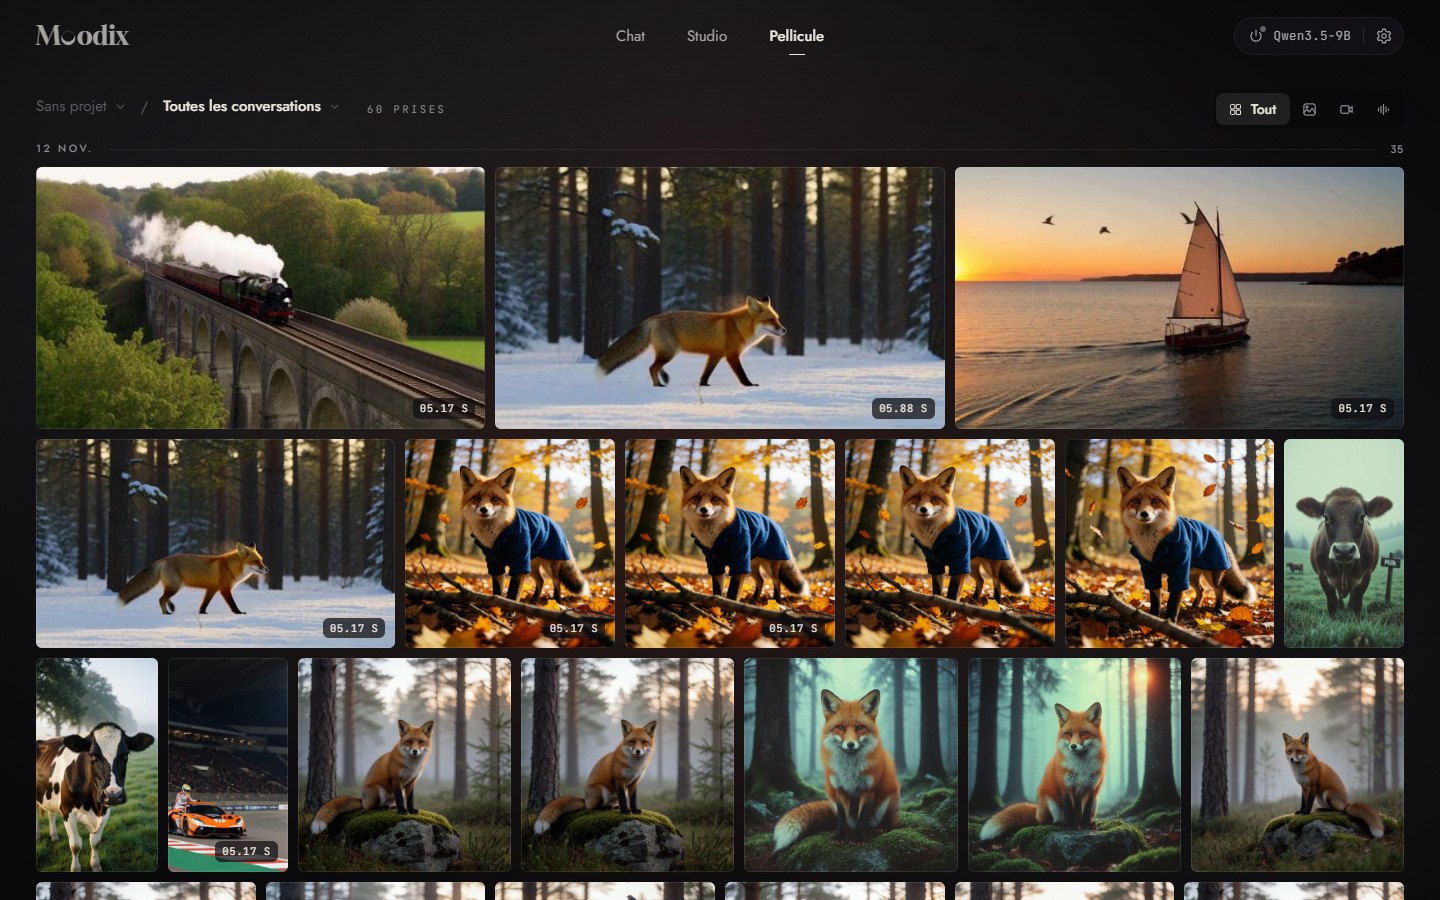 Moodix
Chat Studio Pellicule
Qwen3.5-9B
Sans projet / Toutes les conversations 60 PRISES
Tout
12 NOV. 35
05.17 S
05.88 S
05.17 S
05.17 S
05.17 S
05.17 S
Milk
05.17 S